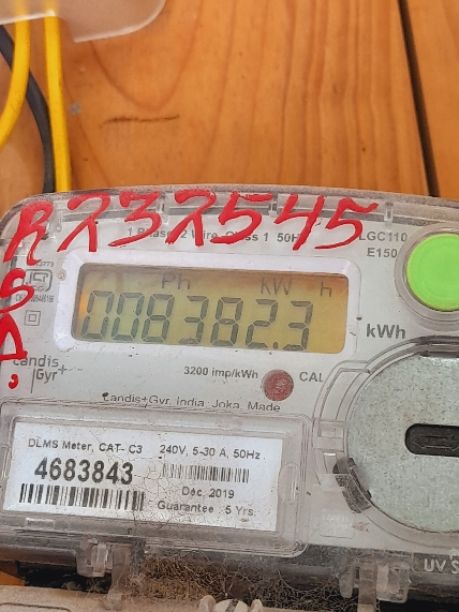 R232545
1 Phase 2 Wire, Class 1 50Hz
LGC110
E150
Ph KW h
008382.3
kWh
Landis
Gyr+
3200 imp/kWh
CAL
Landis+Gyr, India, Joka, Made
DLMS Meter, CAT- C3 240V, 5-30 A, 50Hz
4683843
Dec, 2019
Guarantee 5 Yrs.
UV S